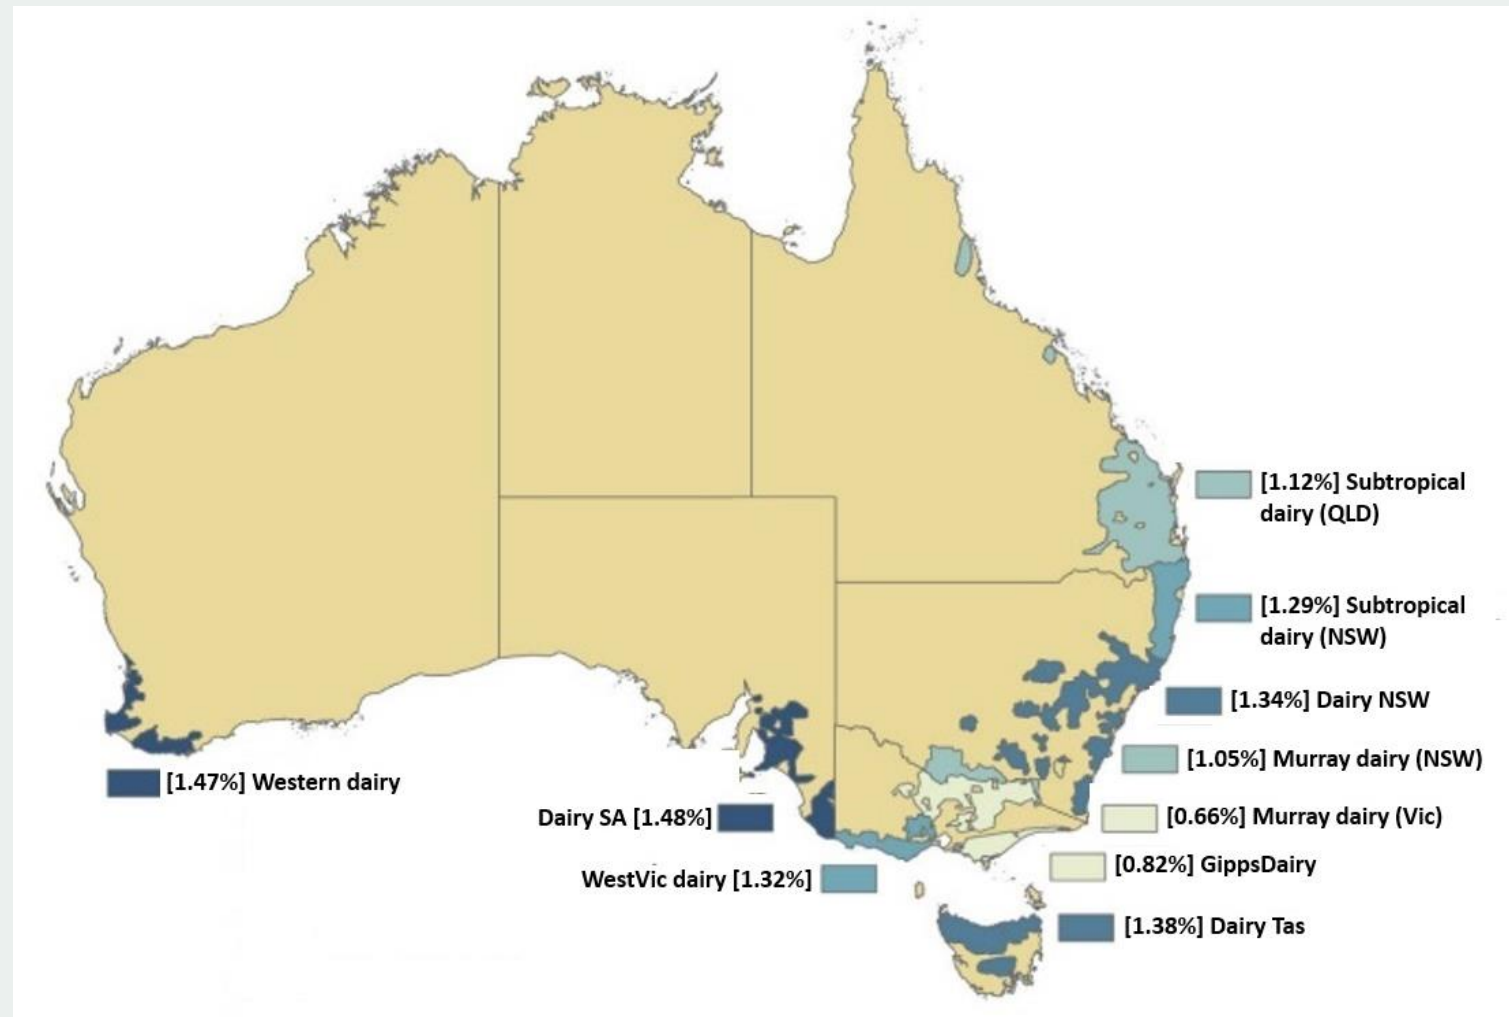 [1.12%] Subtropical
dairy (QLD)
[1.29%] Subtropical
dairy (NSW)
[1.34%] Dairy NSW
[1.05%] Murray dairy (NSW)
[1.47%] Western dairy
Dairy SA [1.48%]
[0.66%] Murray dairy (Vic)
[0.82%] GippsDairy
WestVic dairy [1.32%]
[1.38%] Dairy Tas